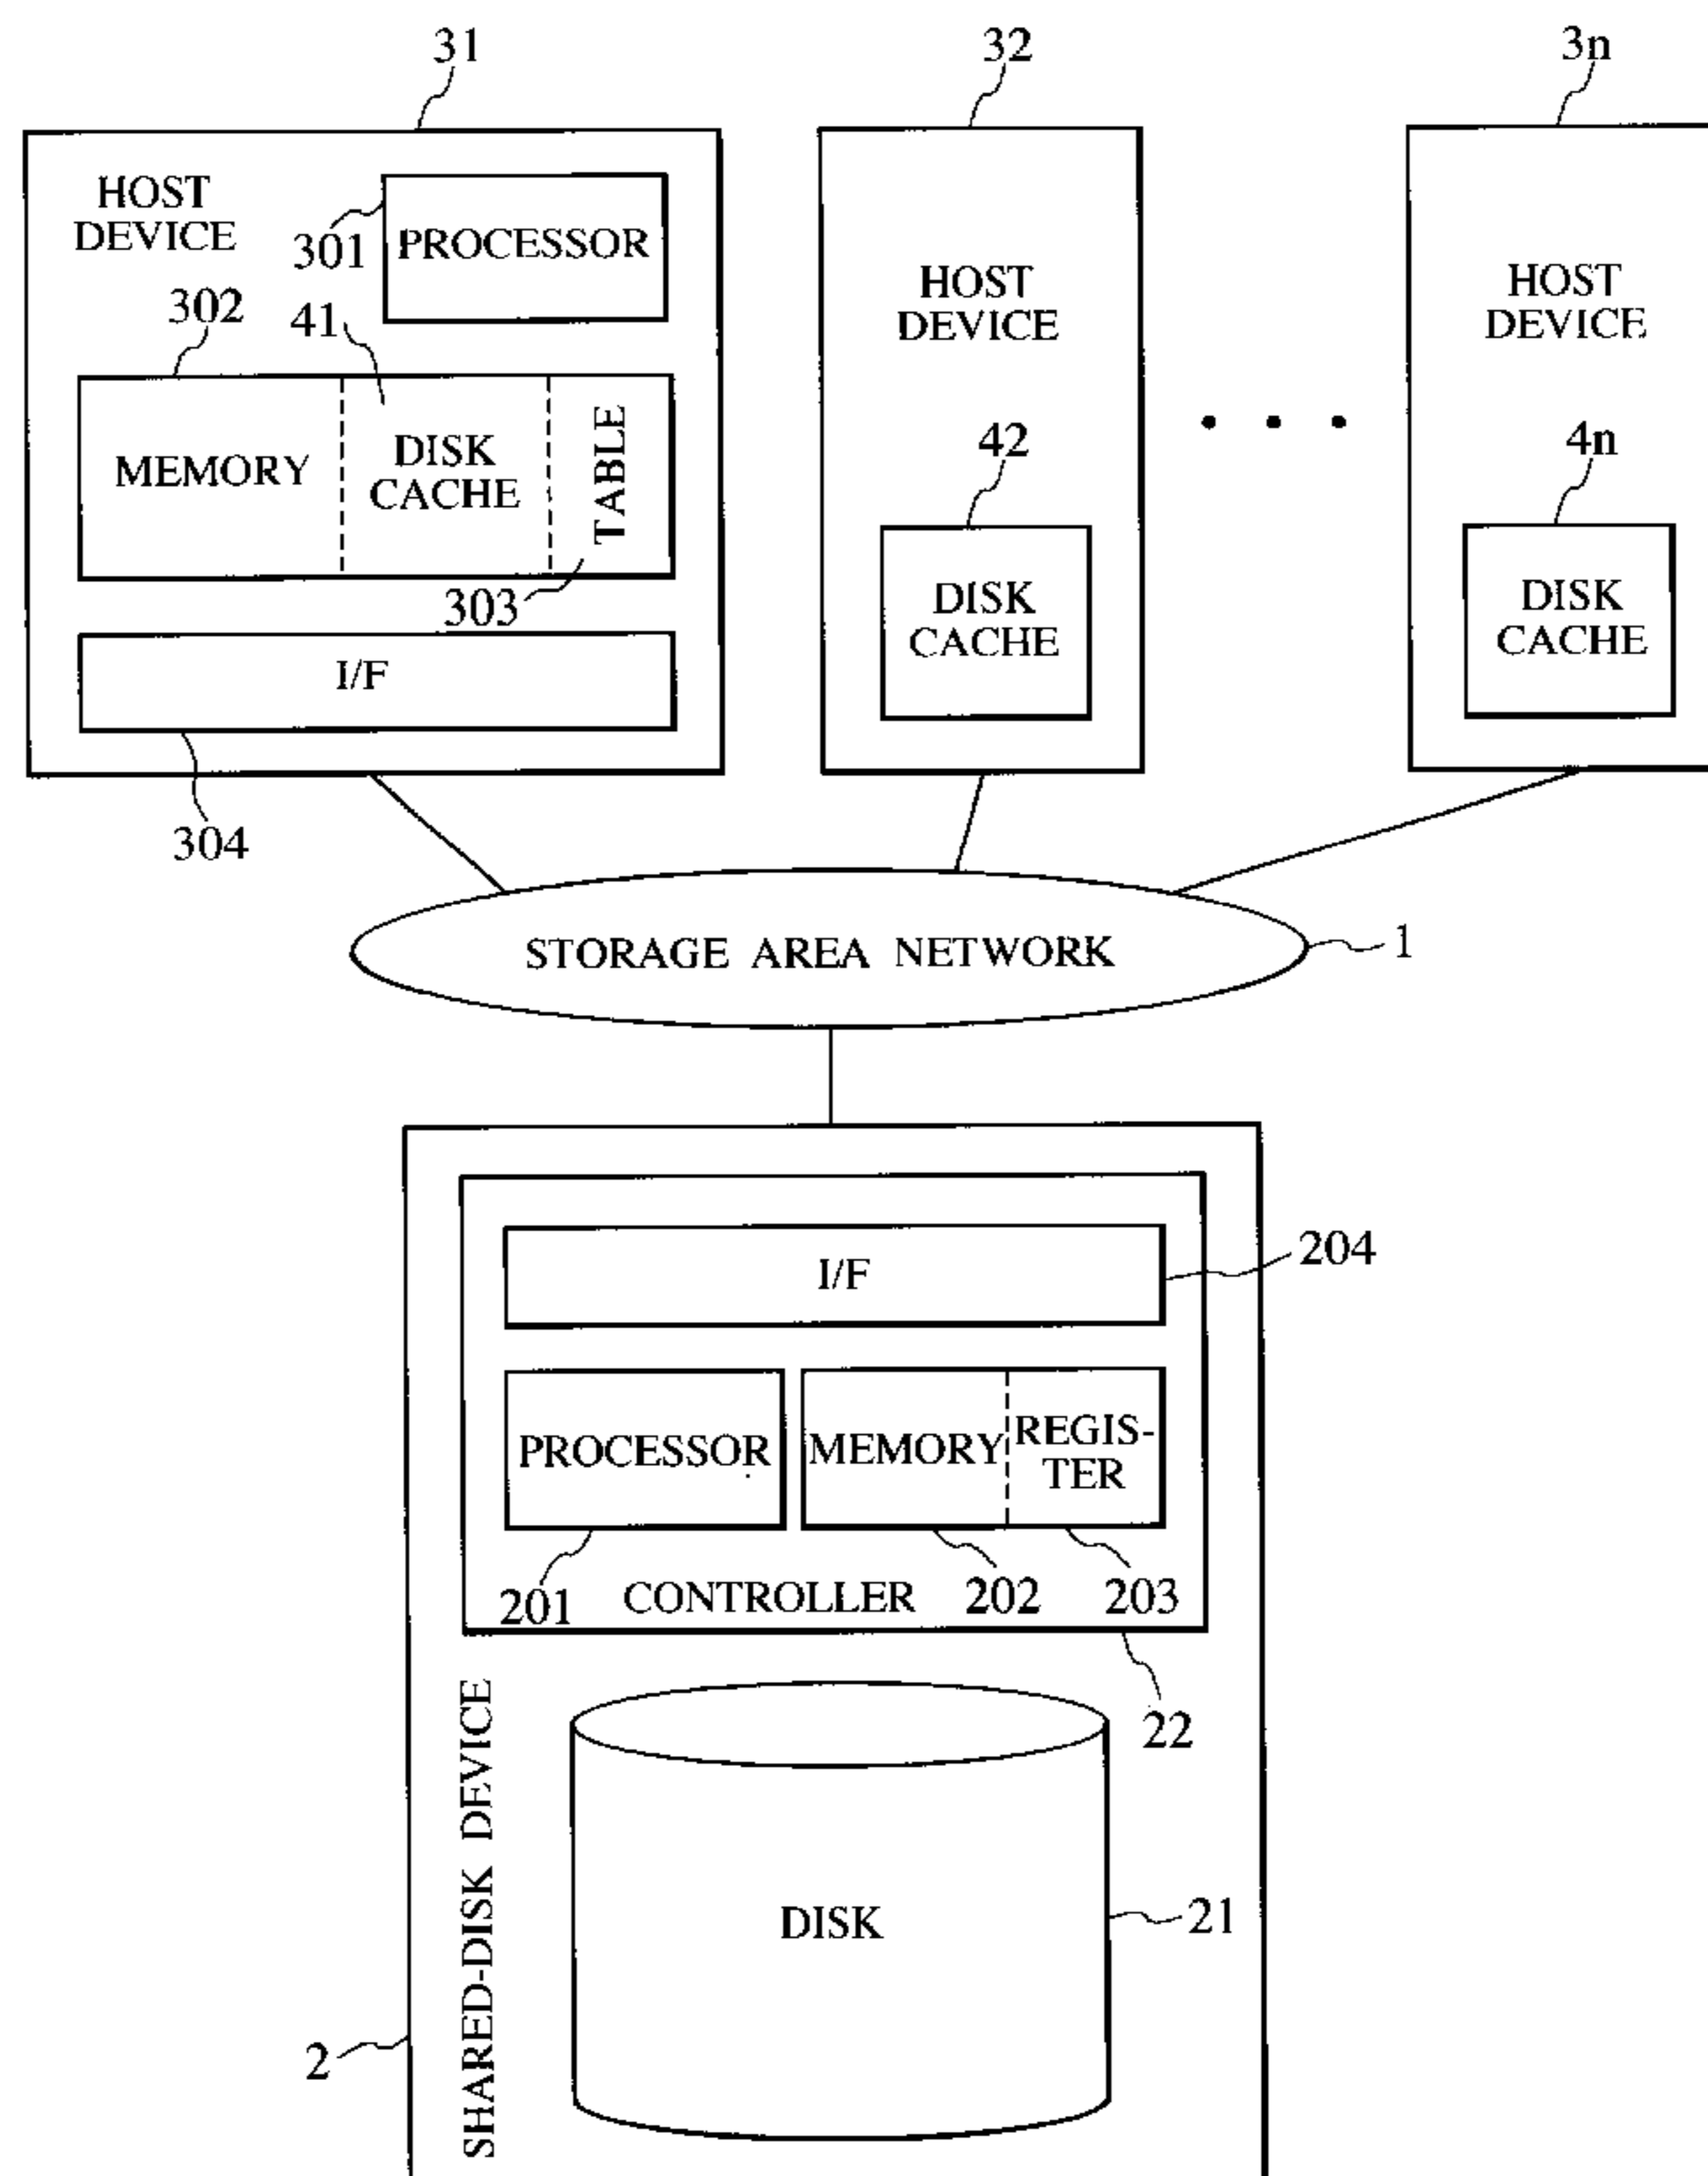 31
32
3n
HOST
DEVICE
301
PROCESSOR
302
41
MEMORY
DISK
CACHE
TABLE
303
I/F
304
HOST
DEVICE
42
DISK
CACHE
HOST
DEVICE
4n
DISK
CACHE
STORAGE AREA NETWORK
1
I/F
204
PROCESSOR
MEMORY
REGIS-
TER
201
CONTROLLER
202
203
22
SHARED-DISK DEVICE
DISK
21
2